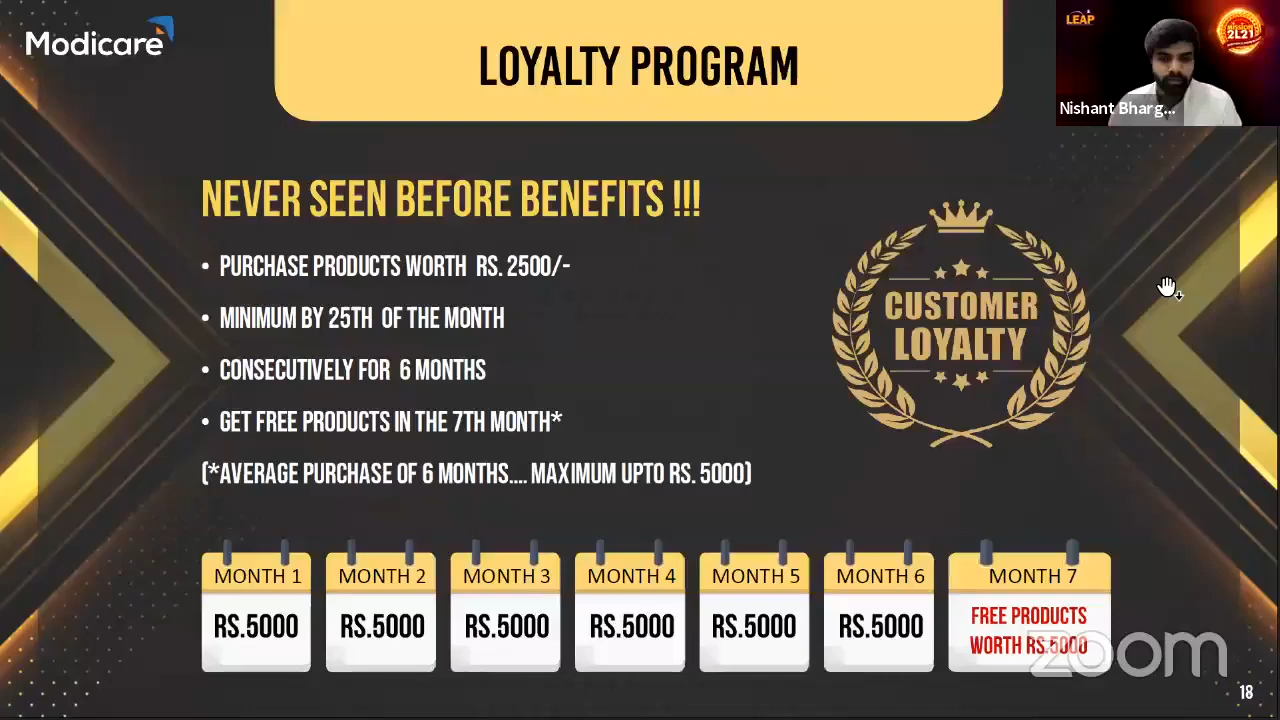 Modicare
LOYALTY PROGRAM
LEAP
MISSION
2L21
Nishant Bharg...
NEVER SEEN BEFORE BENEFITS !!!
• PURCHASE PRODUCTS WORTH RS. 2500/-
• MINIMUM BY 25TH OF THE MONTH
• CONSECUTIVELY FOR 6 MONTHS
• GET FREE PRODUCTS IN THE 7TH MONTH*
(*AVERAGE PURCHASE OF 6 MONTHS.... MAXIMUM UPTO RS. 5000)
CUSTOMER
LOYALTY
MONTH 1
RS.5000
MONTH 2
RS.5000
MONTH 3
RS.5000
MONTH 4
RS.5000
MONTH 5
RS.5000
MONTH 6
RS.5000
MONTH 7
FREE PRODUCTS
WORTH RS.5000
zoom
18